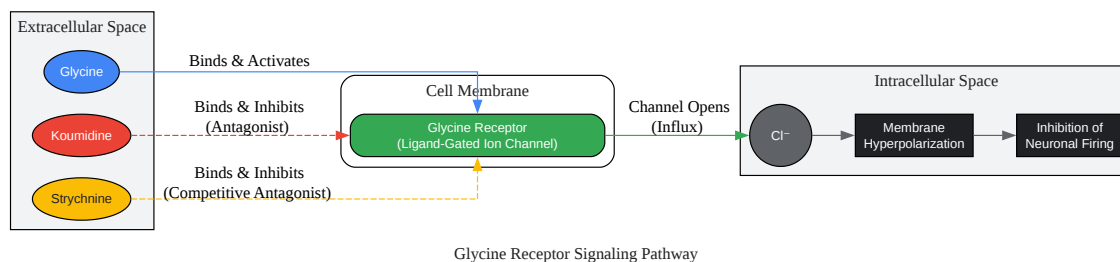 Extracellular Space
Glycine
Koumidine
Strychnine
Binds & Activates
Binds & Inhibits
(Antagonist)
Binds & Inhibits
(Competitive Antagonist)
Cell Membrane
Glycine Receptor
(Ligand-Gated Ion Channel)
Channel Opens
(Influx)
Intracellular Space
Cl⁻
Membrane
Hyperpolarization
Inhibition of
Neuronal Firing
Glycine Receptor Signaling Pathway